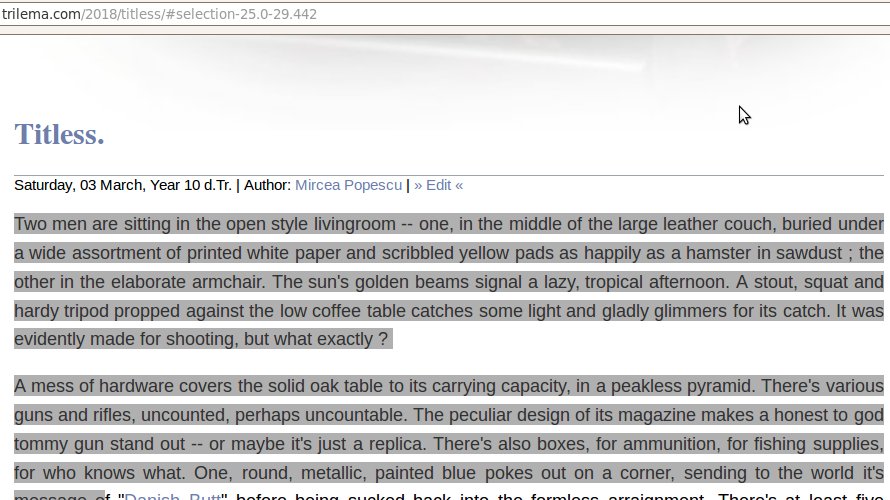 trilema.com/2018/titless/#selection-25.0-29.442
Titless.
Saturday, 03 March, Year 10 d.Tr. | Author: Mircea Popescu | » Edit «
Two men are sitting in the open style livingroom -- one, in the middle of the large leather couch, buried under
a wide assortment of printed white paper and scribbled yellow pads as happily as a hamster in sawdust ; the
other in the elaborate armchair. The sun's golden beams signal a lazy, tropical afternoon. A stout, squat and
hardy tripod propped against the low coffee table catches some light and gladly glimmers for its catch. It was
evidently made for shooting, but what exactly ?
A mess of hardware covers the solid oak table to its carrying capacity, in a peakless pyramid. There's various
guns and rifles, uncounted, perhaps uncountable. The peculiar design of its magazine makes a honest to god
tommy gun stand out -- or maybe it's just a replica. There's also boxes, for ammunition, for fishing supplies,
for who knows what. One, round, metallic, painted blue pokes out on a corner, sending to the world it's
message of "Danish Butt" before being sucked back into the formless arraignment. There's at least five